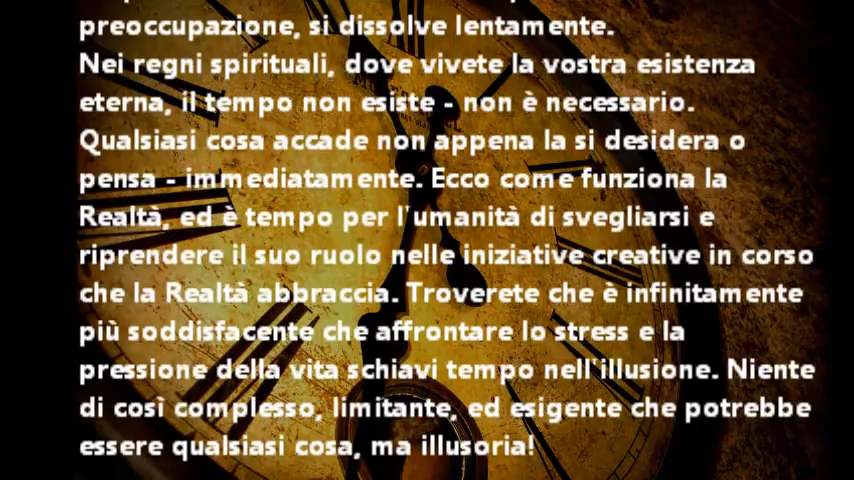 preoccupazione, si dissolve lentamente.
Nei regni spirituali, dove vivete la vostra esistenza
eterna, il tempo non esiste - non è necessario.
Qualsiasi cosa accade non appena la si desidera o
pensa - immediatamente. Ecco come funziona la
Realtà, ed è tempo per l'umanità di svegliarsi e
riprendere il suo ruolo nelle iniziative creative in corso
che la Realtà abbraccia. Troverete che è infinitamente
più soddisfacente che affrontare lo stress e la
pressione della vita schiavi tempo nell'illusione. Niente
di così complesso, limitante, ed esigente che potrebbe
essere qualsiasi cosa, ma illusoria!